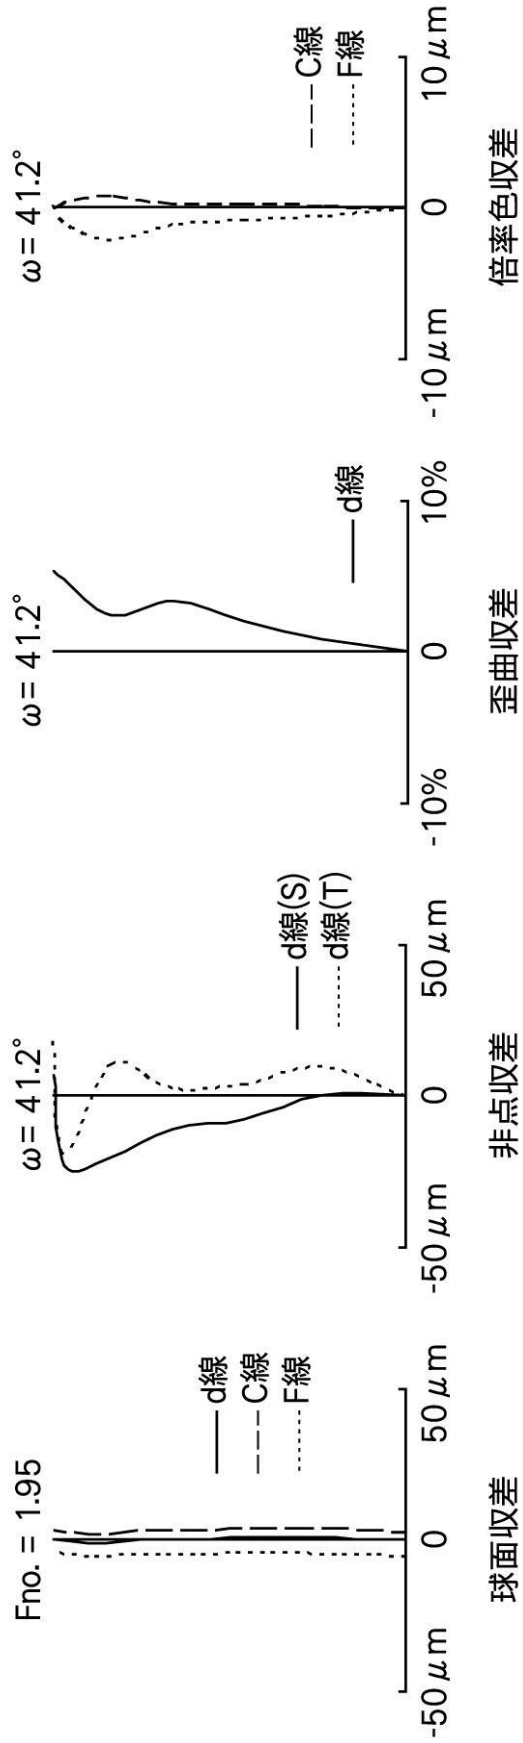 Fno. = 1.95
d線
C線
F線
-50μm
0
50μm
球面収差
ω= 41.2°
d線(S)
d線(T)
-50μm
0
50μm
非点収差
ω= 41.2°
d線
-10%
0
10%
歪曲収差
ω= 41.2°
C線
F線
-10μm
0
10μm
倍率色収差